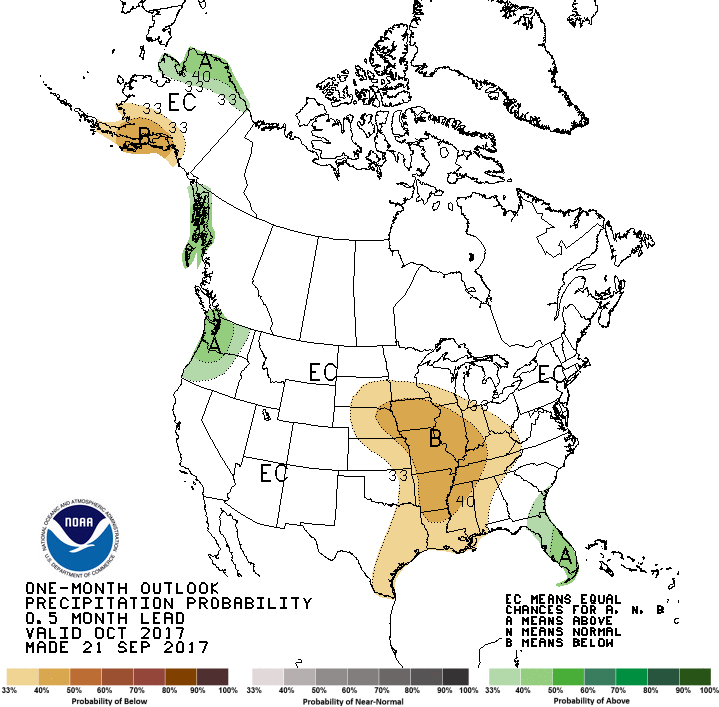 A
40
33
33
EC
33
33
B
A
EC
EC
33
B
EC
33
40
A
NATIONAL OCEANIC AND ATMOSPHERIC ADMINISTRATION
NOAA
U.S. DEPARTMENT OF COMMERCE
ONE-MONTH OUTLOOK
PRECIPITATION PROBABILITY
0.5 MONTH LEAD
VALID OCT 2017
MADE 21 SEP 2017
EC MEANS EQUAL
CHANCES FOR A, N, B
A MEANS ABOVE
N MEANS NORMAL
B MEANS BELOW
33% 40% 50% 60% 70% 80% 90% 100%
Probability of Below
33% 40% 50% 60% 70% 80% 90% 100%
Probability of Near-Normal
33% 40% 50% 60% 70% 80% 90% 100%
Probability of Above